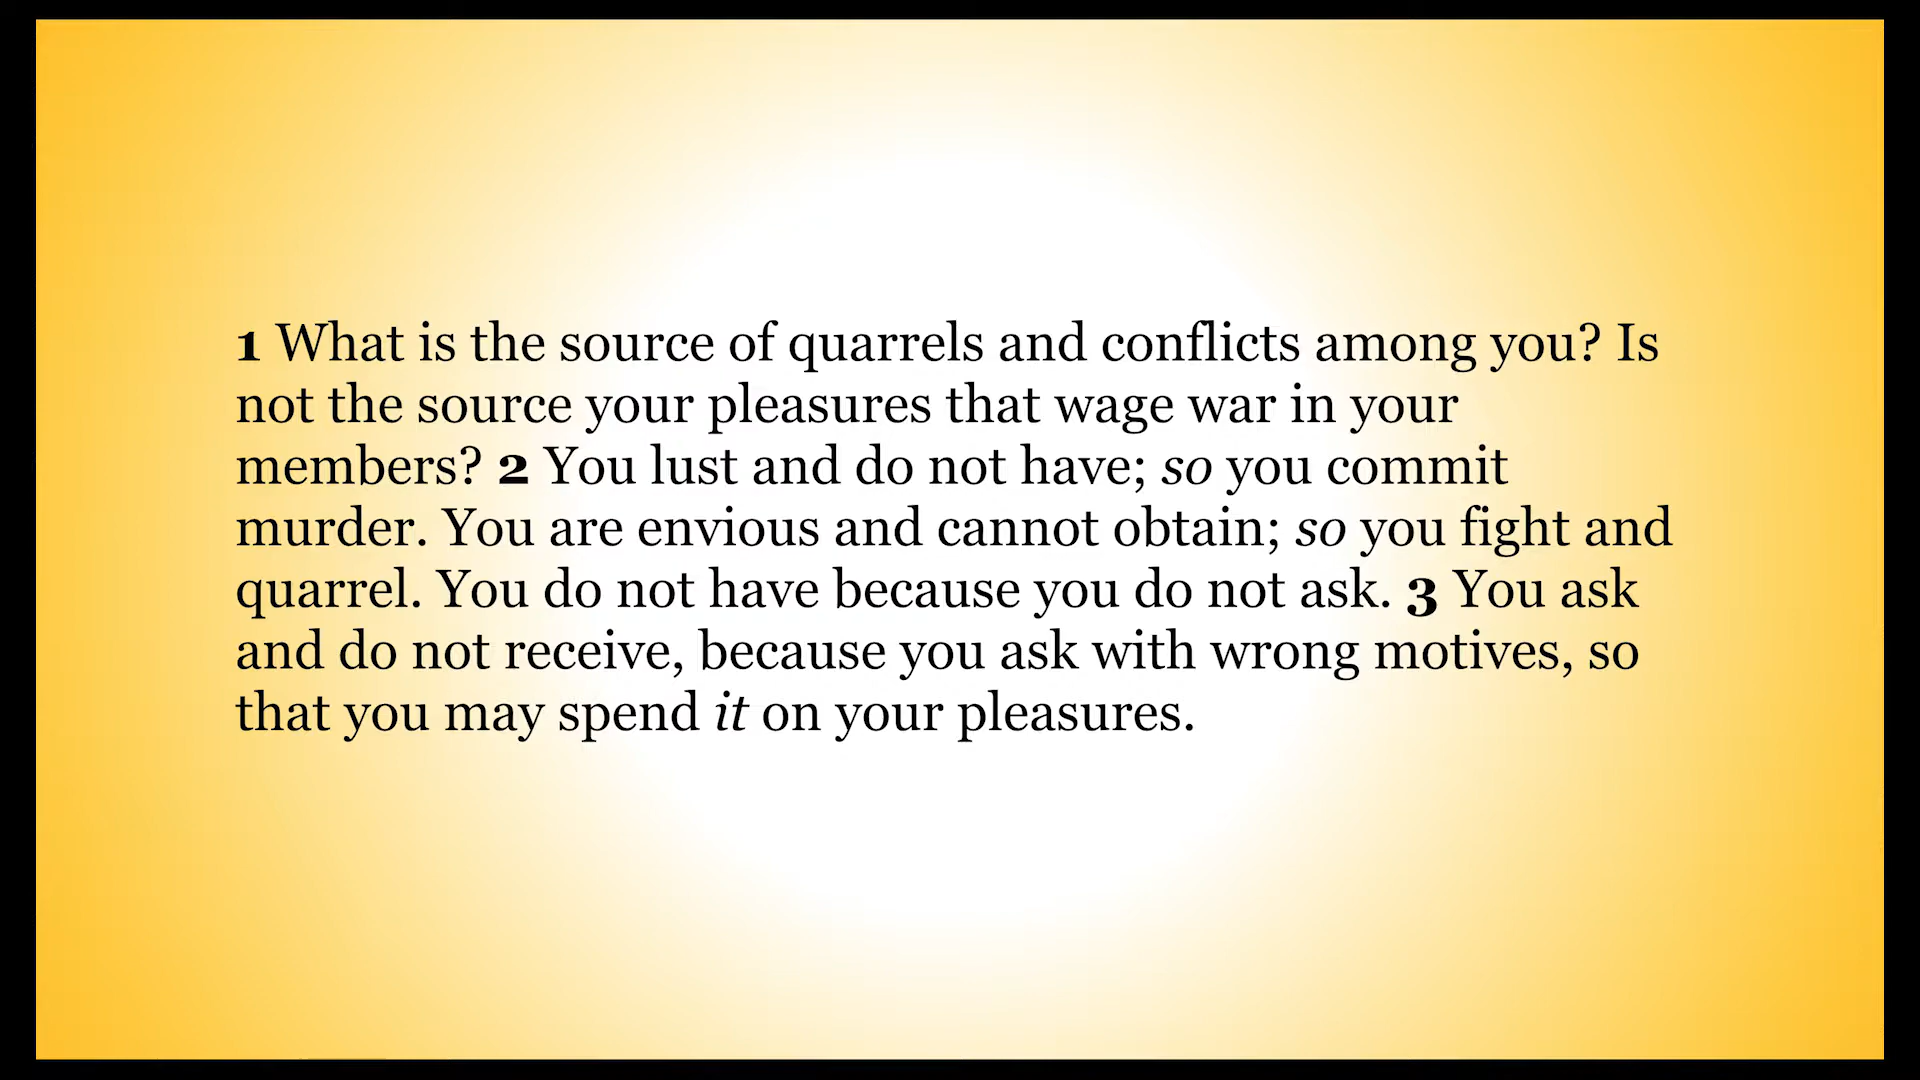 1 What is the source of quarrels and conflicts among you? Is
not the source your pleasures that wage war in your
members? 2 You lust and do not have; so you commit
murder. You are envious and cannot obtain; so you fight and
quarrel. You do not have because you do not ask. 3 You ask
and do not receive, because you ask with wrong motives, so
that you may spend it on your pleasures.